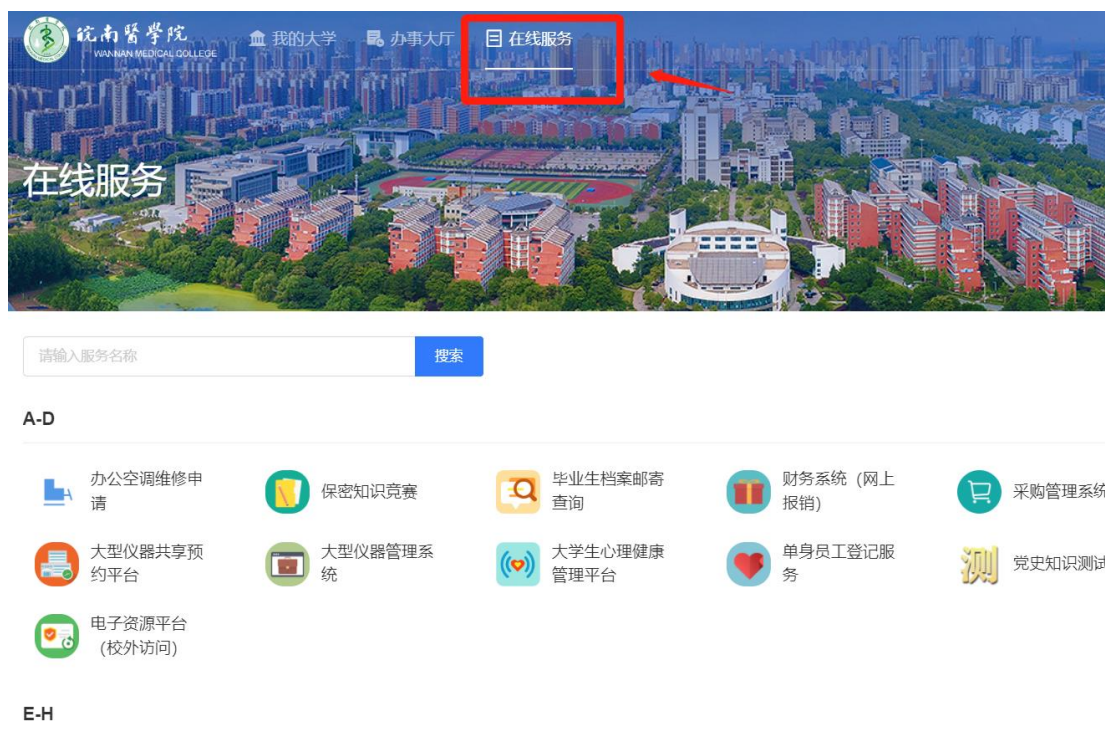 皖南醫學院
WANNAN MEDICAL COLLEGE
我的大学 办事大厅 在线服务
在线服务
请输入服务名称 搜索
A-D
办公空调维修申
请
保密知识竞赛
毕业生档案邮寄
查询
财务系统（网上
报销）
采购管理系统
大型仪器共享预
约平台
大型仪器管理系
统
大学生心理健康
管理平台
单身员工登记服
务
测
党史知识测试
电子资源平台
（校外访问）
E-H